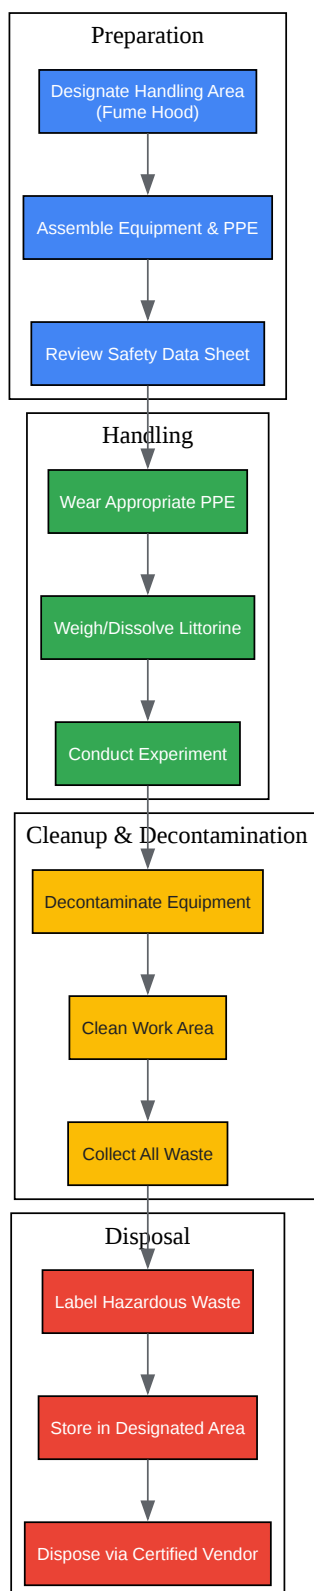 Preparation
Designate Handling Area
(Fume Hood)
Assemble Equipment & PPE
Review Safety Data Sheet
Handling
Wear Appropriate PPE
Weigh/Dissolve Littorine
Conduct Experiment
Cleanup & Decontamination
Decontaminate Equipment
Clean Work Area
Collect All Waste
Disposal
Label Hazardous Waste
Store in Designated Area
Dispose via Certified Vendor